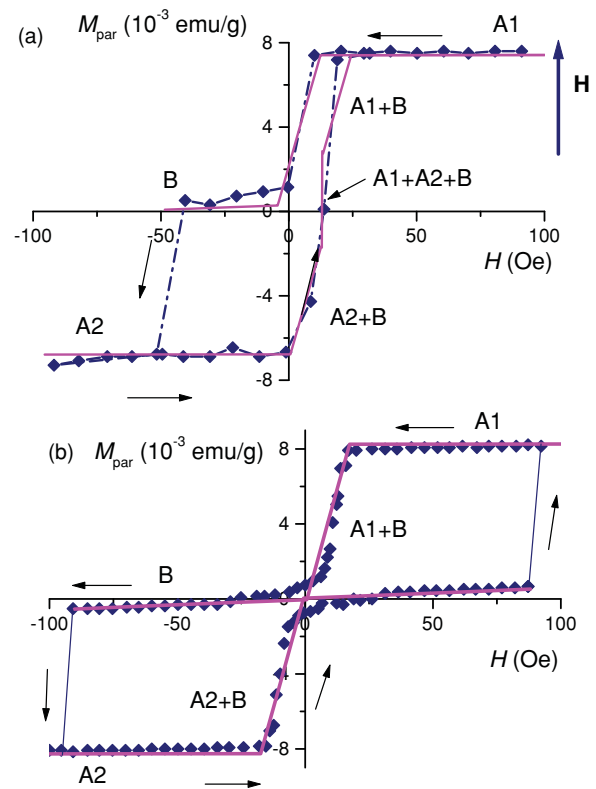 (a) M_par (10⁻³ emu/g) A1
8
H
A1+B
4
B
A1+A2+B
0
-100 -50 0 50 100
H (Oe)
-4
A2 A2+B
-8
(b) M_par (10⁻³ emu/g) A1
8
A1+B
4
B
-100 -50 0 50 100
H (Oe)
-4
A2+B
-8
A2